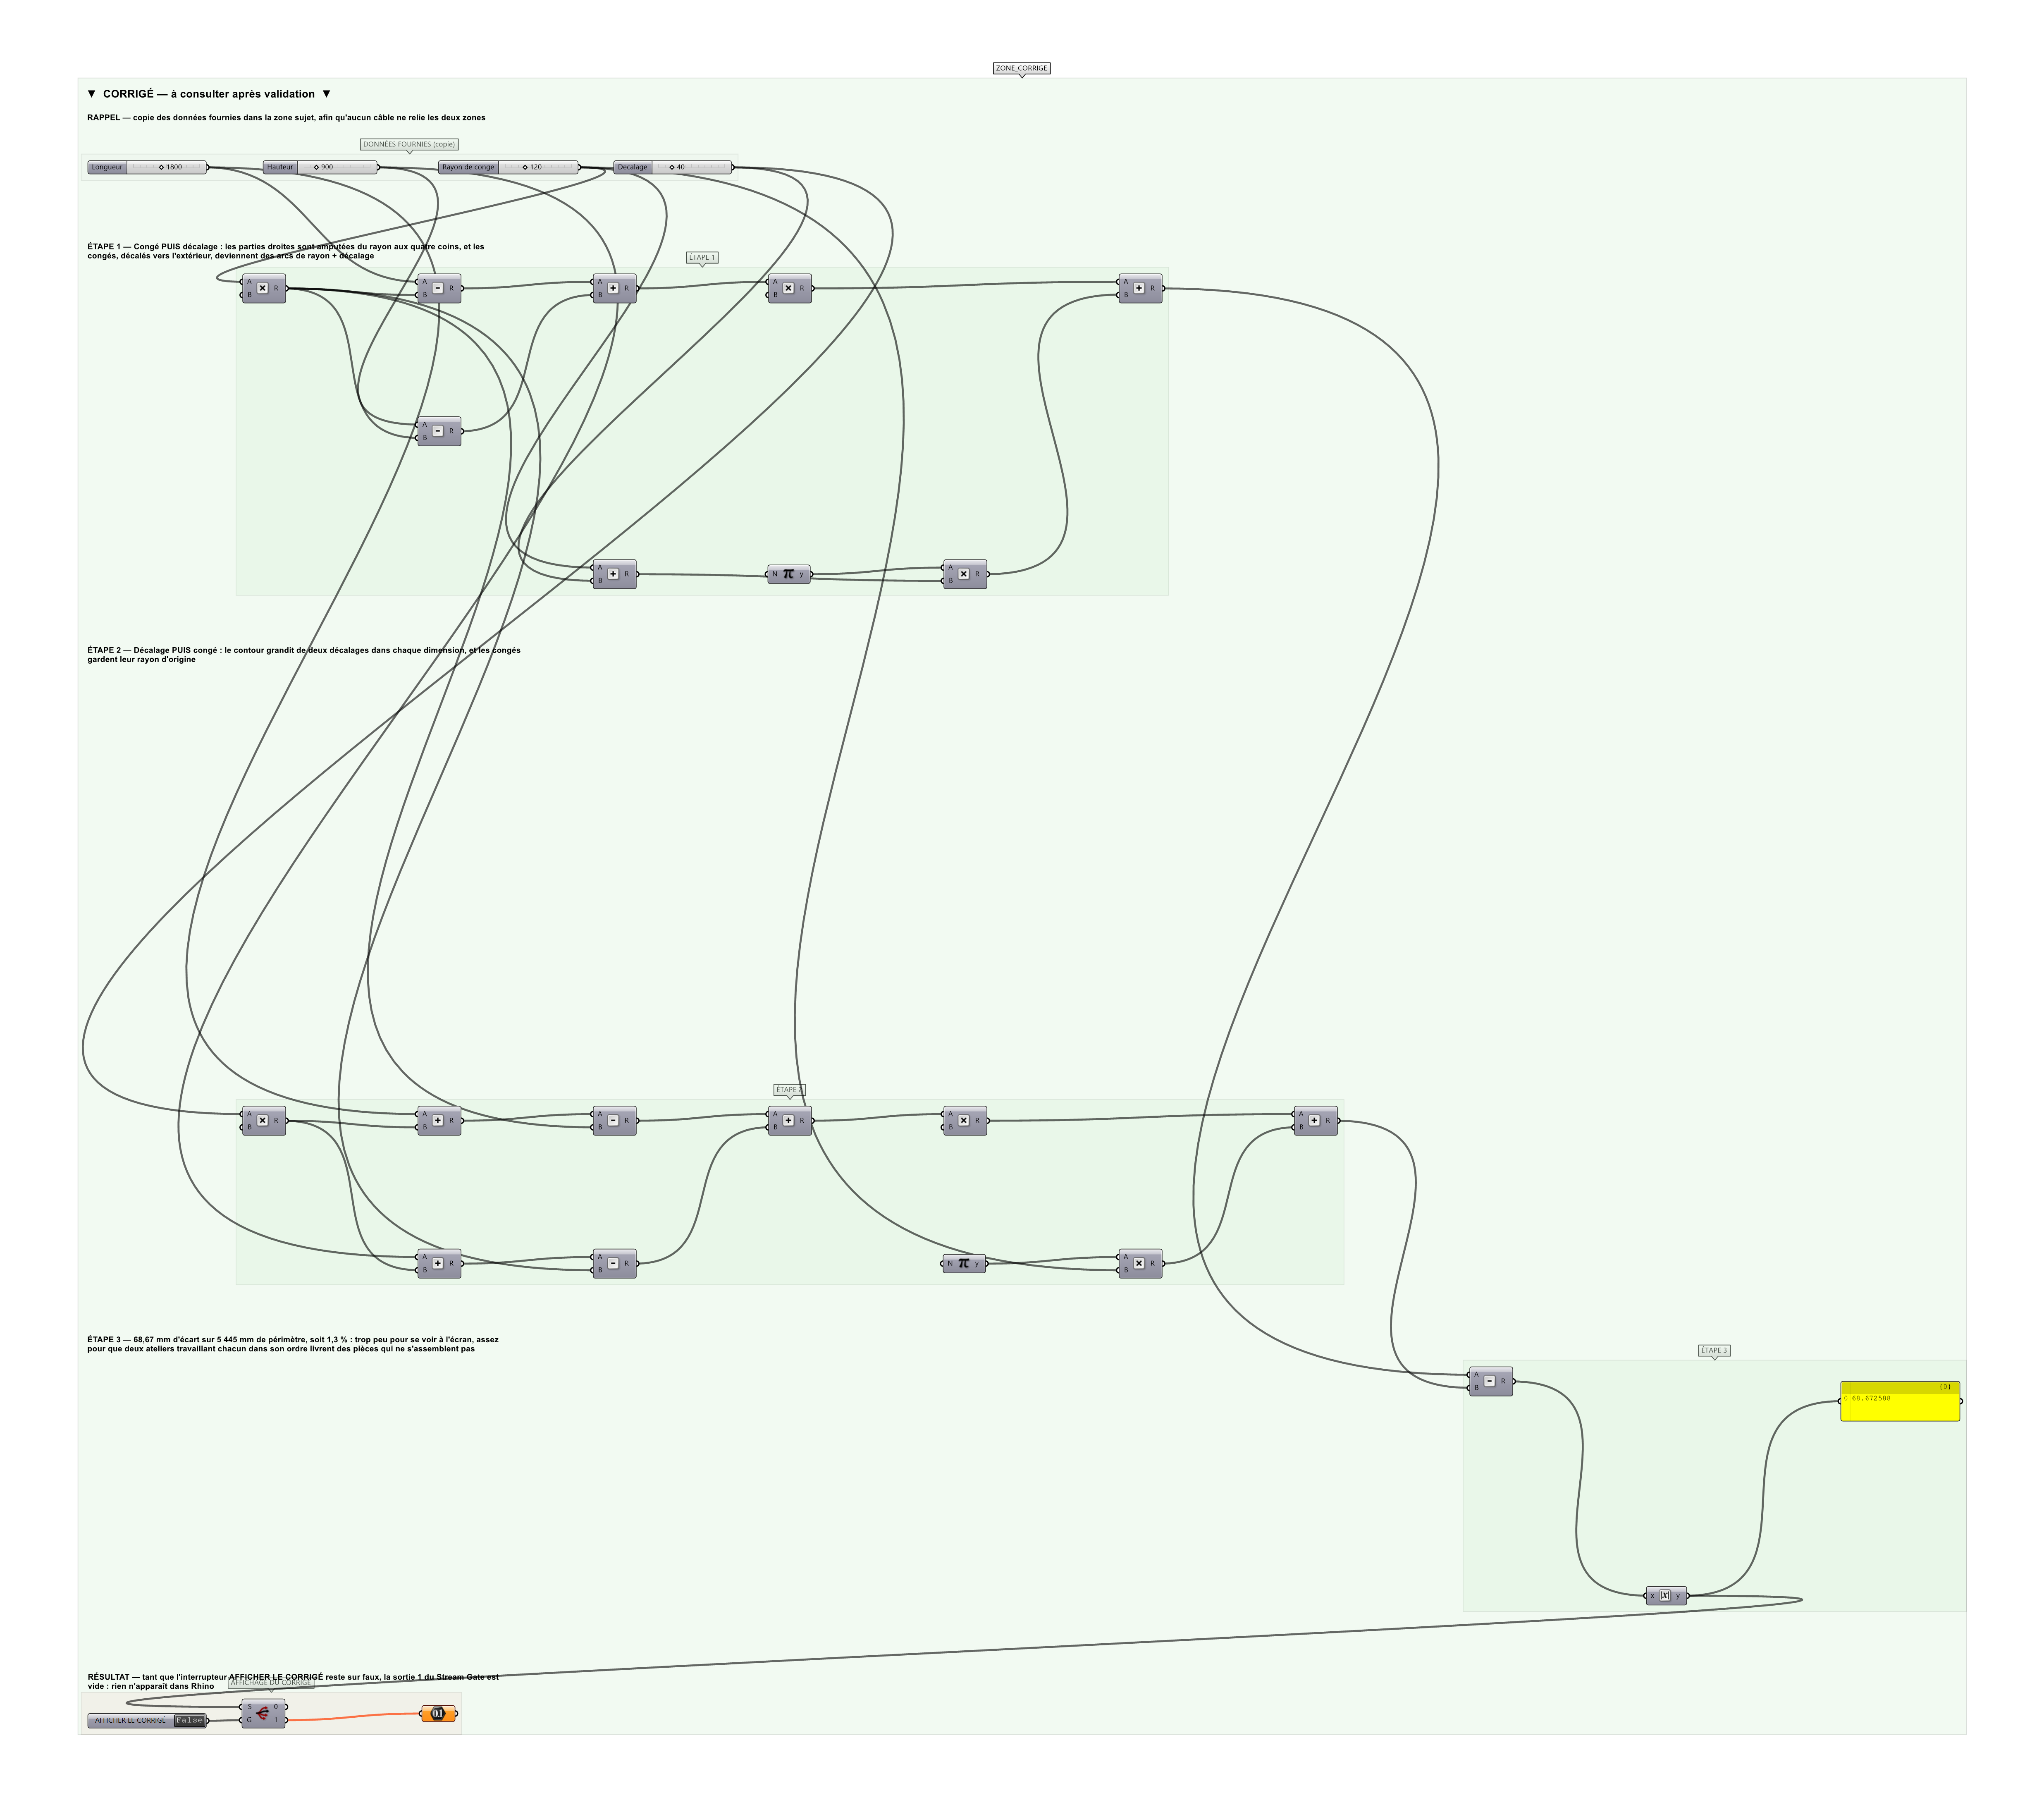 ZONE_CORRIGE
▼ CORRIGÉ — à consulter après validation ▼
RAPPEL — copie des données fournies dans la zone sujet, afin qu'aucun câble ne relie les deux zones
DONNÉES FOURNIES (copie)
Longueur ◇ 1800
Hauteur ◇ 900
Rayon de conge ◇ 120
Decalage ◇ 40
ÉTAPE 1 — Congé PUIS décalage : les parties droites sont amputées du rayon aux quatre coins, et les
congés, décalés vers l'extérieur, deviennent des arcs de rayon + décalage
ÉTAPE 1
A B × R
A B - R
A B + R
A B × R
A B + R
A B - R
A B + R
N π y
A B × R
ÉTAPE 2 — Décalage PUIS congé : le contour grandit de deux décalages dans chaque dimension, et les congés
gardent leur rayon d'origine
ÉTAPE 2
A B × R
A B + R
A B - R
A B + R
A B × R
A B + R
A B + R
A B - R
N π y
A B × R
ÉTAPE 3 — 68,67 mm d'écart sur 5 445 mm de périmètre, soit 1,3 % : trop peu pour se voir à l'écran, assez
pour que deux ateliers travaillant chacun dans son ordre livrent des pièces qui ne s'assemblent pas
ÉTAPE 3
A B - R
{0}
0 68.672580
x |x| y
RÉSULTAT — tant que l'interrupteur AFFICHER LE CORRIGÉ reste sur faux, la sortie 1 du Stream Gate est
vide : rien n'apparaît dans Rhino
AFFICHAGE DU CORRIGÉ
AFFICHER LE CORRIGÉ False
S 0
G 1
0.1